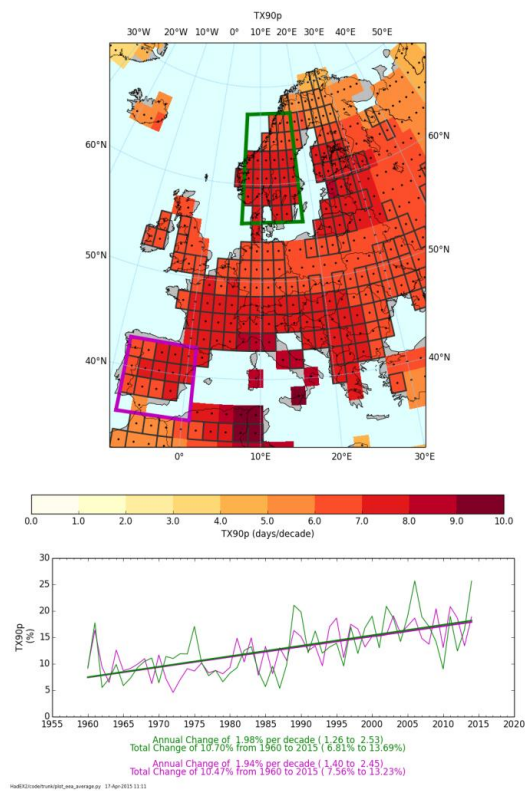 TX90p
30°W 20°W 10°W 0° 10°E 20°E 30°E 40°E 50°E
60°N 60°N
50°N 50°N
40°N 40°N
0° 10°E 20°E 30°E
0.0 1.0 2.0 3.0 4.0 5.0 6.0 7.0 8.0 9.0 10.0
TX90p (days/decade)
30
25
20
15
10
5
0
TX90p
(%)
1955 1960 1965 1970 1975 1980 1985 1990 1995 2000 2005 2010 2015 2020
Annual Change of 1.98% per decade ( 1.26 to 2.53)
Total Change of 10.70% from 1960 to 2015 ( 6.81% to 13.69%)
Annual Change of 1.94% per decade ( 1.40 to 2.45)
Total Change of 10.47% from 1960 to 2015 ( 7.56% to 13.23%)
HadEX2/code/trunk/plot_eea_average.py 17-Apr-2015 11:11